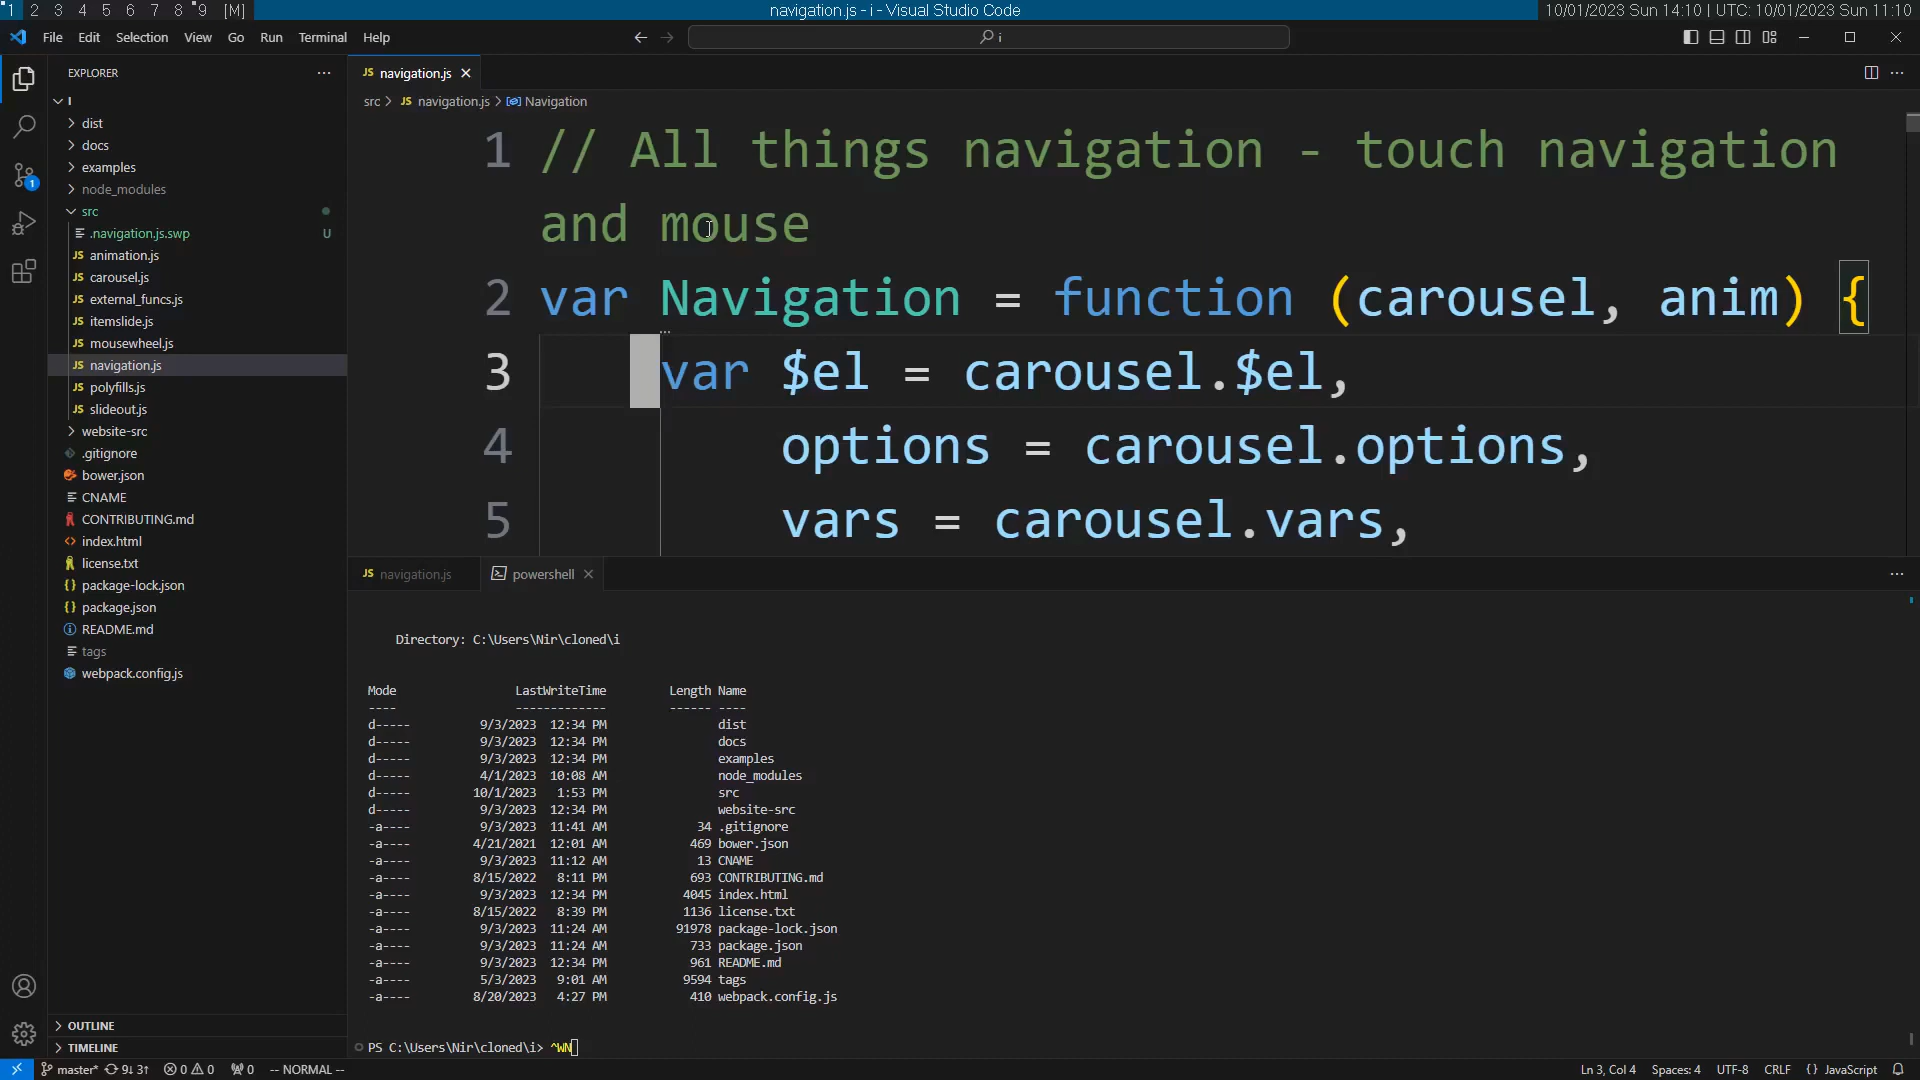 1 2 3 4 5 6 7 8 9 [M] navigation.js - i - Visual Studio Code 10/01/2023 Sun 14:10 | UTC: 10/01/2023 Sun 11:10
File Edit Selection View Go Run Terminal Help i
EXPLORER
I
dist
docs
examples
node_modules
src
.navigation.js.swp U
JS animation.js
JS carousel.js
JS external_funcs.js
JS itemslide.js
JS mousewheel.js
JS navigation.js
JS polyfills.js
JS slideout.js
website-src
.gitignore
bower.json
CNAME
CONTRIBUTING.md
index.html
license.txt
{} package-lock.json
{} package.json
README.md
tags
webpack.config.js
OUTLINE
TIMELINE
1
JS navigation.js
src > JS navigation.js > Navigation
1 // All things navigation - touch navigation
and mouse
2 var Navigation = function (carousel, anim) {
3 var $el = carousel.$el,
4 options = carousel.options,
5 vars = carousel.vars,
JS navigation.js powershell
Directory: C:\Users\Nir\cloned\i
Mode LastWriteTime Length Name
---- ------------- ------ ----
d----- 9/3/2023 12:34 PM dist
d----- 9/3/2023 12:34 PM docs
d----- 9/3/2023 12:34 PM examples
d----- 4/1/2023 10:08 AM node_modules
d----- 10/1/2023 1:53 PM src
d----- 9/3/2023 12:34 PM website-src
-a---- 9/3/2023 11:41 AM 34 .gitignore
-a---- 4/21/2021 12:01 AM 469 bower.json
-a---- 9/3/2023 11:12 AM 13 CNAME
-a---- 8/15/2022 8:11 PM 693 CONTRIBUTING.md
-a---- 9/3/2023 12:34 PM 4045 index.html
-a---- 8/15/2022 8:39 PM 1136 license.txt
-a---- 9/3/2023 11:24 AM 91978 package-lock.json
-a---- 9/3/2023 11:24 AM 733 package.json
-a---- 9/3/2023 12:34 PM 961 README.md
-a---- 5/3/2023 9:01 AM 9594 tags
-a---- 8/20/2023 4:27 PM 410 webpack.config.js
PS C:\Users\Nir\cloned\i> ^WN
master* 9↓ 3↑ 0 0 0 -- NORMAL -- Ln 3, Col 4 Spaces: 4 UTF-8 CRLF {} JavaScript